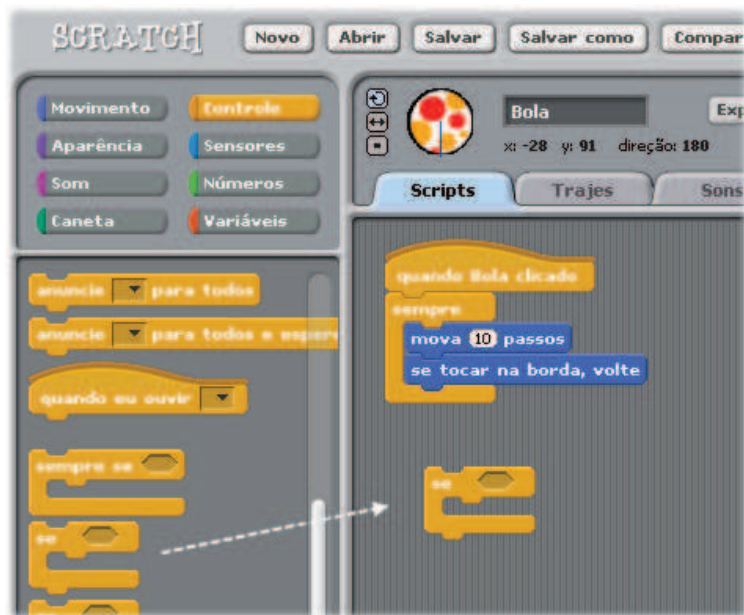 SCRATCH Novo Abrir Salvar Salvar como Compar
Movimento Controle
Aparência Sensores
Som Números
Caneta Variáveis
Bola Exp
x: -28 y: 91 direção: 180
Scripts Trajes Sons
anuncie para todos
anuncie para todos e espere
quando eu ouvir
sempre se
se
quando Bola clicado
sempre
mova 10 passos
se tocar na borda, volte
se